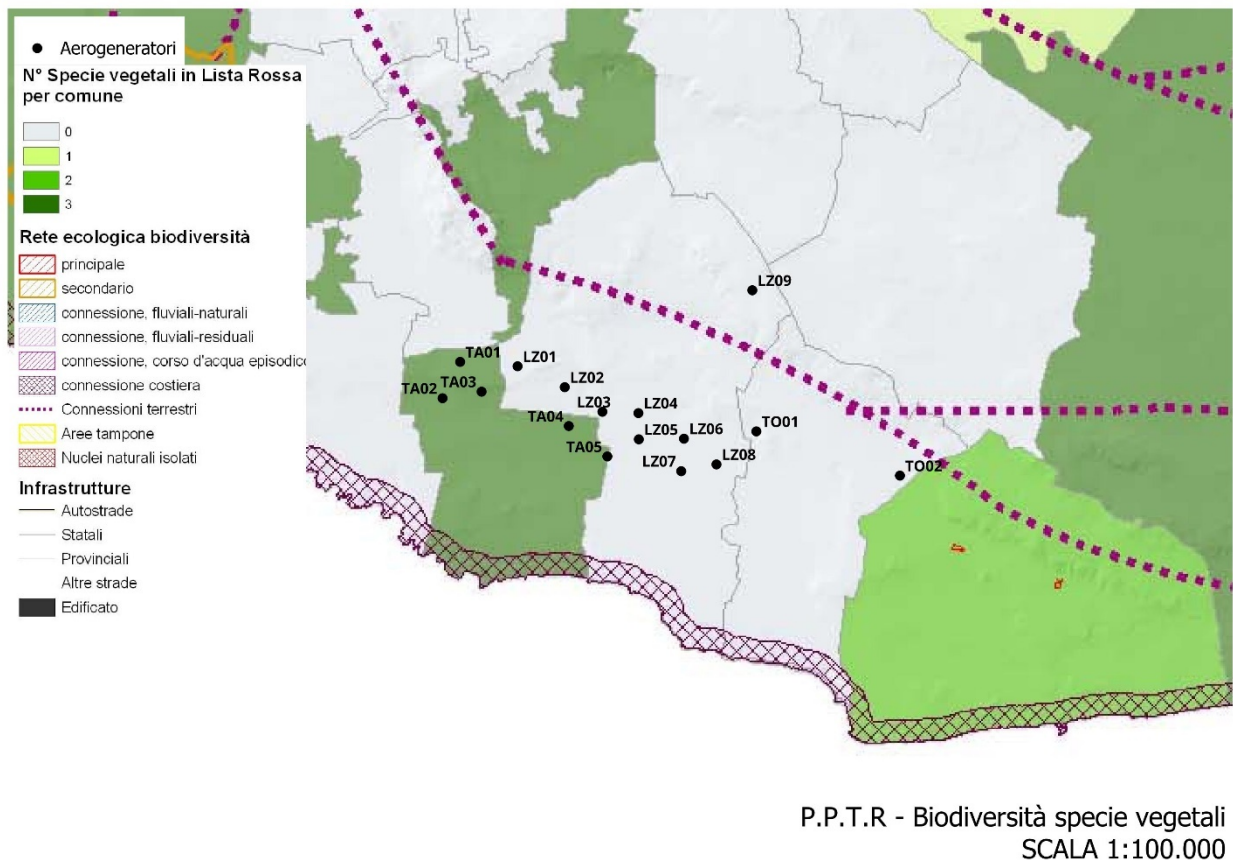 Aerogeneratori
N° Specie vegetali in Lista Rossa
per comune
0
1
2
3
Rete ecologica biodiversità
principale
secondario
connessione, fluviali-naturali
connessione, fluviali-residuali
connessione, corso d'acqua episodico
connessione costiera
Connessioni terrestri
Aree tampone
Nuclei naturali isolati
Infrastrutture
Autostrade
Statali
Provinciali
Altre strade
Edificato
LZ09
TA01
LZ01
TA02
TA03
LZ02
LZ03
LZ04
TA04
LZ05
LZ06
TO01
TA05
LZ07
LZ08
TO02
P.P.T.R - Biodiversità specie vegetali
SCALA 1:100.000